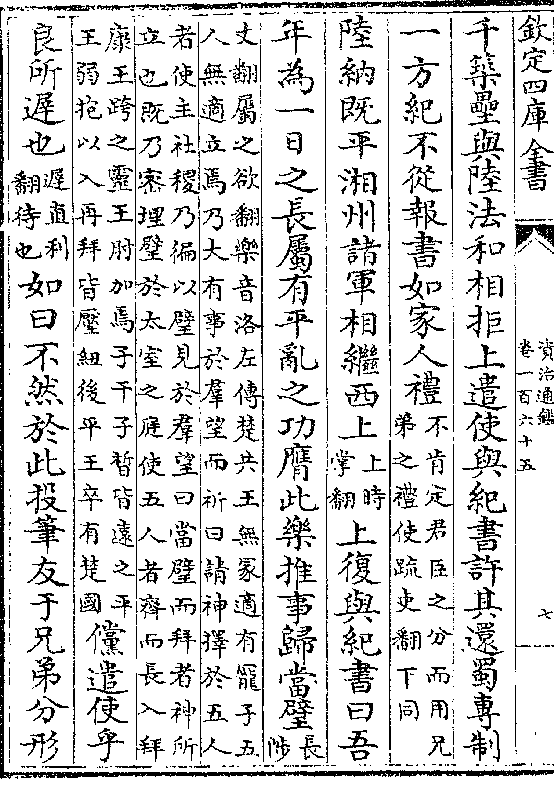 欽定四庫全書
資治通鑑
卷一百六十五
七
千築壘與陸法和相拒上遣使與紀書許其還蜀專制
一方紀不從報書如家人禮不肯定君臣之分而用兄
弟之禮使疏吏翻下同
陸納既平湘州諸軍相繼西上上時
掌翻上復與紀書曰吾
年為一日之長屬有平亂之功膺此樂推事歸當璧長
陟
丈翻屬之欲翻樂音洛左傳楚共王無冢適有寵子五
人無適立焉乃大有事於羣望而祈曰請神擇於五人
者使主社稷乃徧以璧見於羣望曰當璧而拜者神所
立也既乃密埋璧於太室之庭使五人者齊而長入拜
康王跨之靈王肘加焉子干子晳皆遠之平
王弱抱以入再拜皆壓紐後平王卒有楚國儻遣使乎
良所遲也遲直利
翻待也如曰不然於此投筆友于兄弟分形